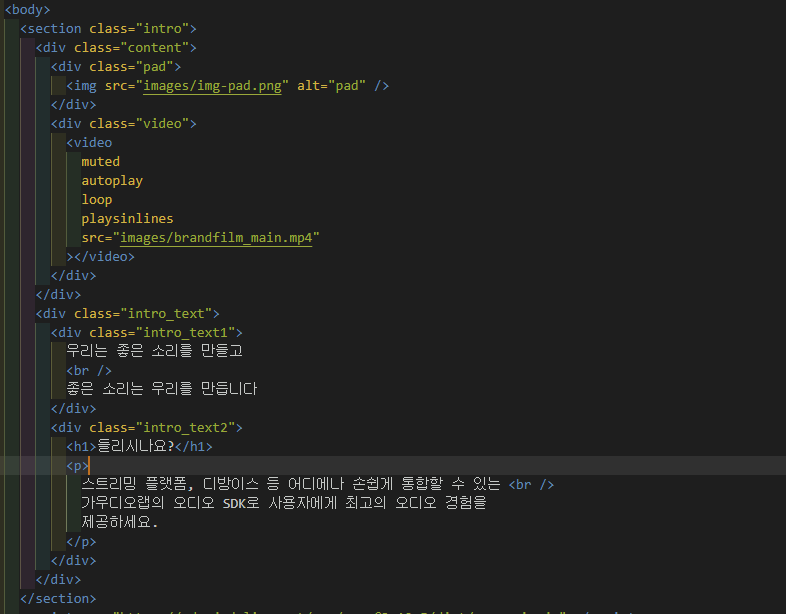 <body>
<section class="intro">
<div class="content">
<div class="pad">
<img src="images/img-pad.png" alt="pad" />
</div>
<div class="video">
<video
muted
autoplay
loop
playsinlines
src="images/brandfilm_main.mp4"
></video>
</div>
</div>
<div class="intro_text">
<div class="intro_text1">
우리는 좋은 소리를 만들고
<br />
좋은 소리는 우리를 만듭니다
</div>
<div class="intro_text2">
<h1>들리시나요?</h1>
<p>
스트리밍 플랫폼, 디방이스 등 어디에나 손쉽게 통합할 수 있는 <br />
가우디오랩의 오디오 SDK로 사용자에게 최고의 오디오 경험을
제공하세요.
</p>
</div>
</div>
</section>